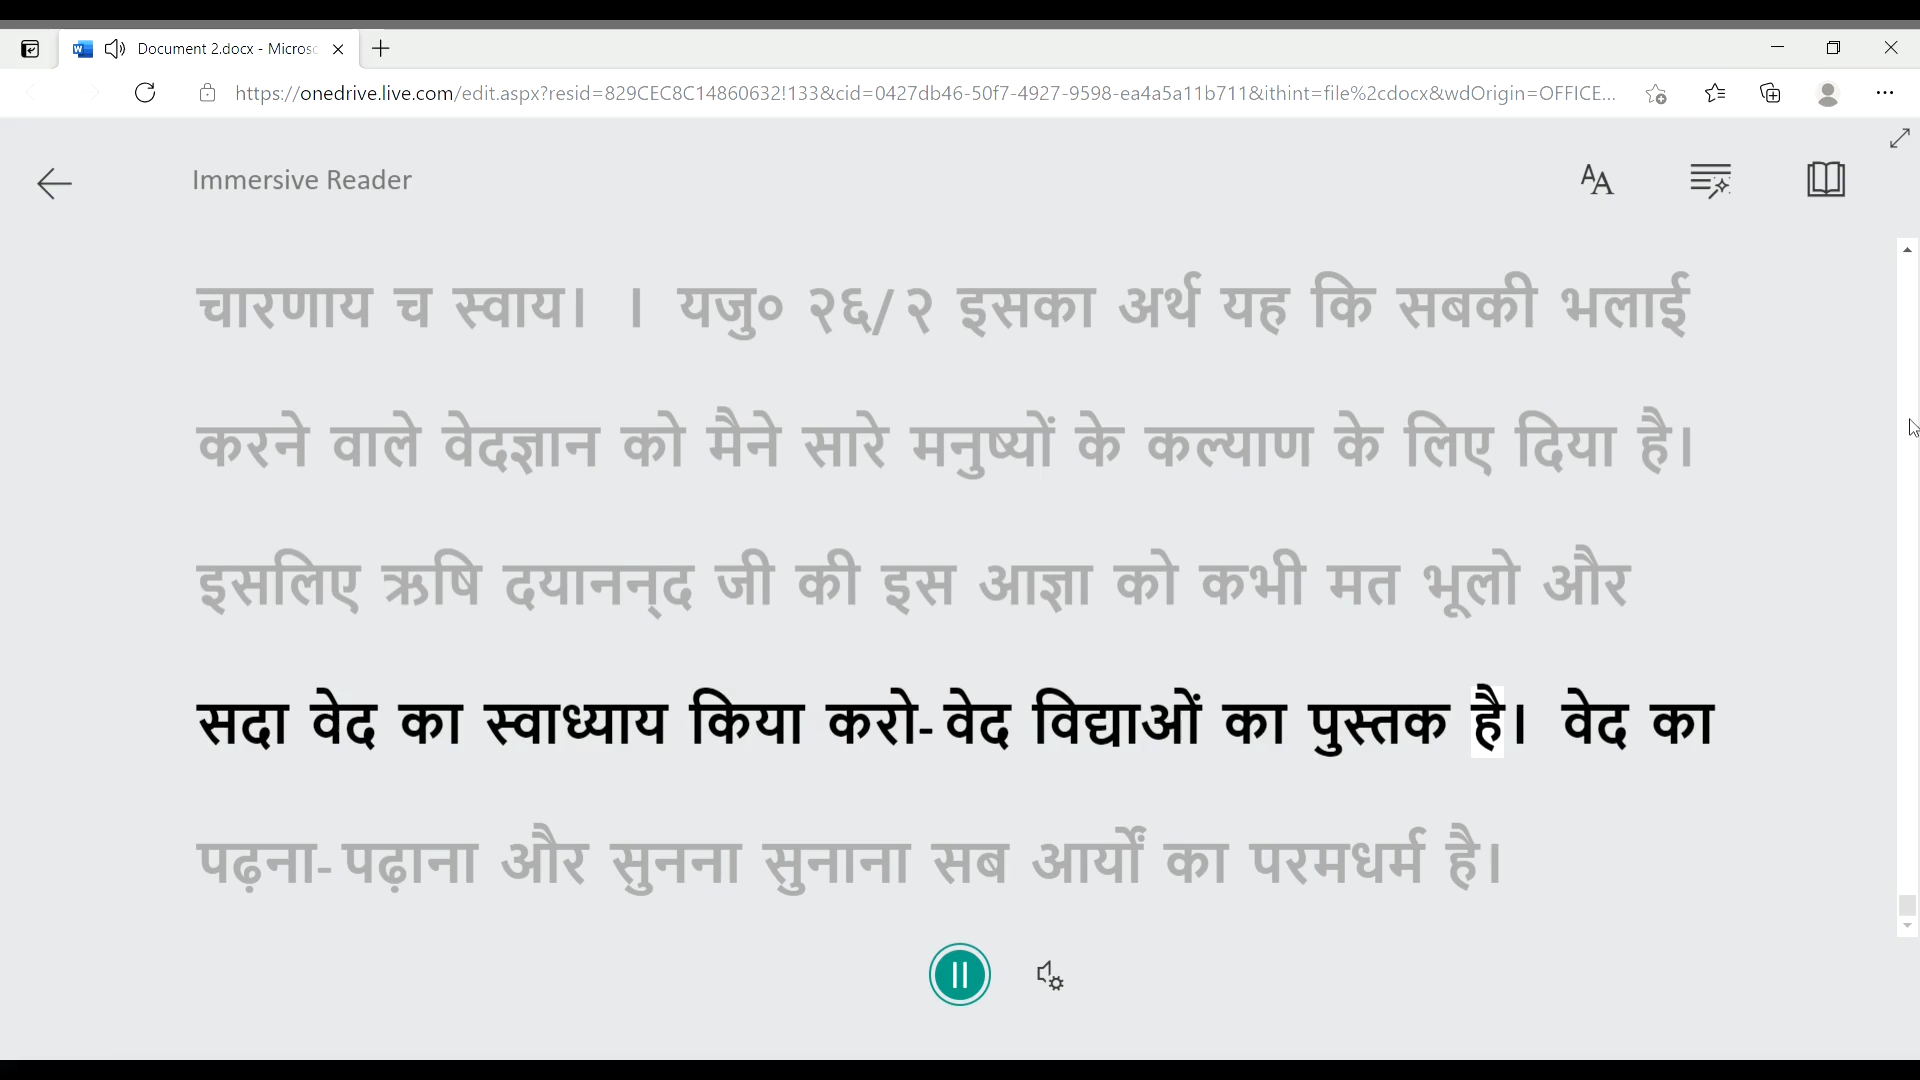 Document 2.docx - Microsc
https://onedrive.live.com/edit.aspx?resid=829CEC8C14860632!133&cid=0427db46-50f7-4927-9598-ea4a5a11b711&ithint=file%2cdocx&wdOrigin=OFFICE...
Immersive Reader
चारणाय च स्वाय। । यजु० २६/२ इसका अर्थ यह कि सबकी भलाई
करने वाले वेदज्ञान को मैने सारे मनुष्यों के कल्याण के लिए दिया है।
इसलिए ऋषि दयानन्द जी की इस आज्ञा को कभी मत भूलो और
सदा वेद का स्वाध्याय किया करो-वेद विद्याओं का पुस्तक है। वेद का
पढ़ना-पढ़ाना और सुनना सुनाना सब आर्यों का परमधर्म है।